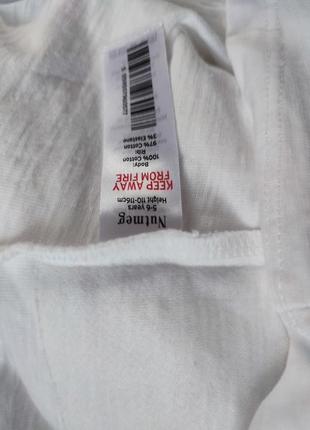 Nutmeg
5-6 years
Height 110-116cm
KEEP AWAY
FROM FIRE
Body:
100% Cotton
Rib:
97% Cotton
3% Elastane